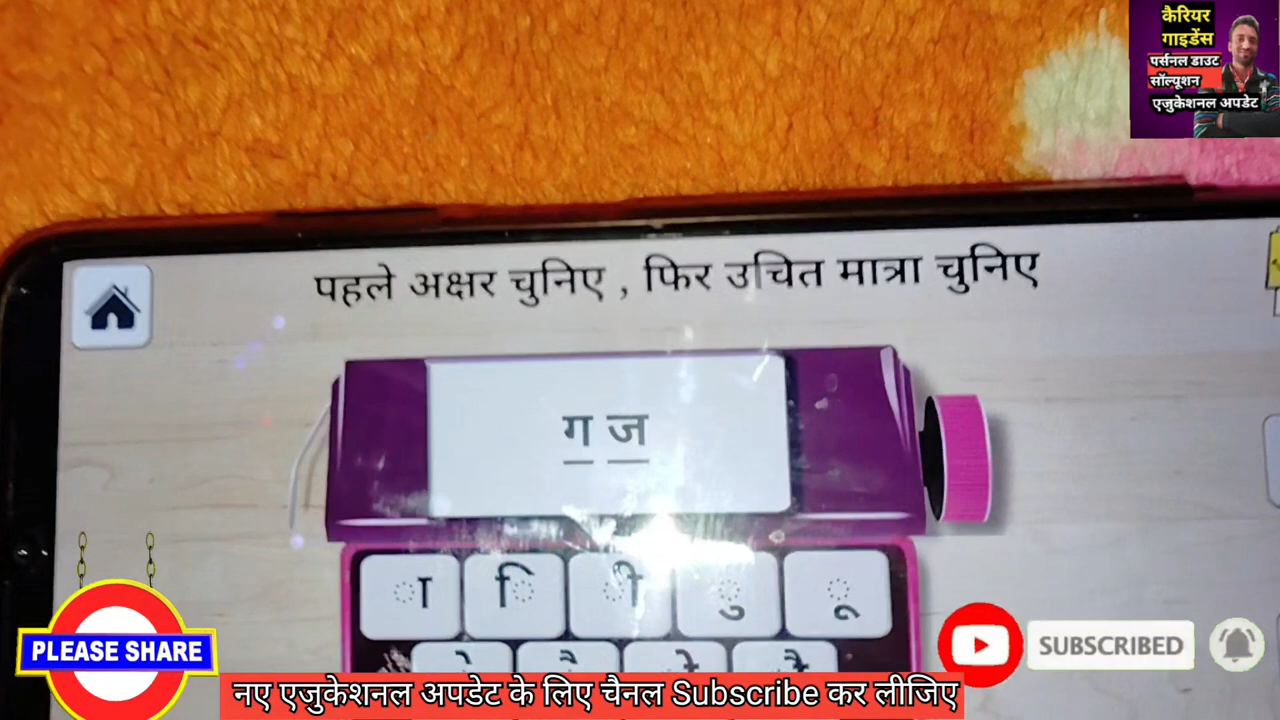 कैरियर
गाइडेंस
पर्सनल डाउट
सॉल्यूशन
एजुकेशनल अपडेट
पहले अक्षर चुनिए , फिर उचित मात्रा चुनिए
ग ज
ा ि ी ु ू
PLEASE SHARE
SUBSCRIBED
नए एजुकेशनल अपडेट के लिए चैनल Subscribe कर लीजिए